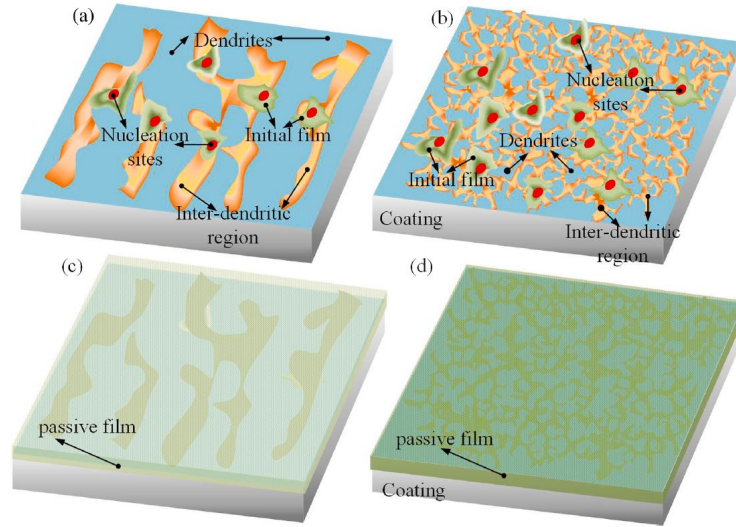 (a)
Dendrites
Nucleation
sites
Initial film
Inter-dendritic
region
(b)
Nucleation
sites
Dendrites
Initial film
Coating
Inter-dendritic
region
(c)
passive film
(d)
passive film
Coating